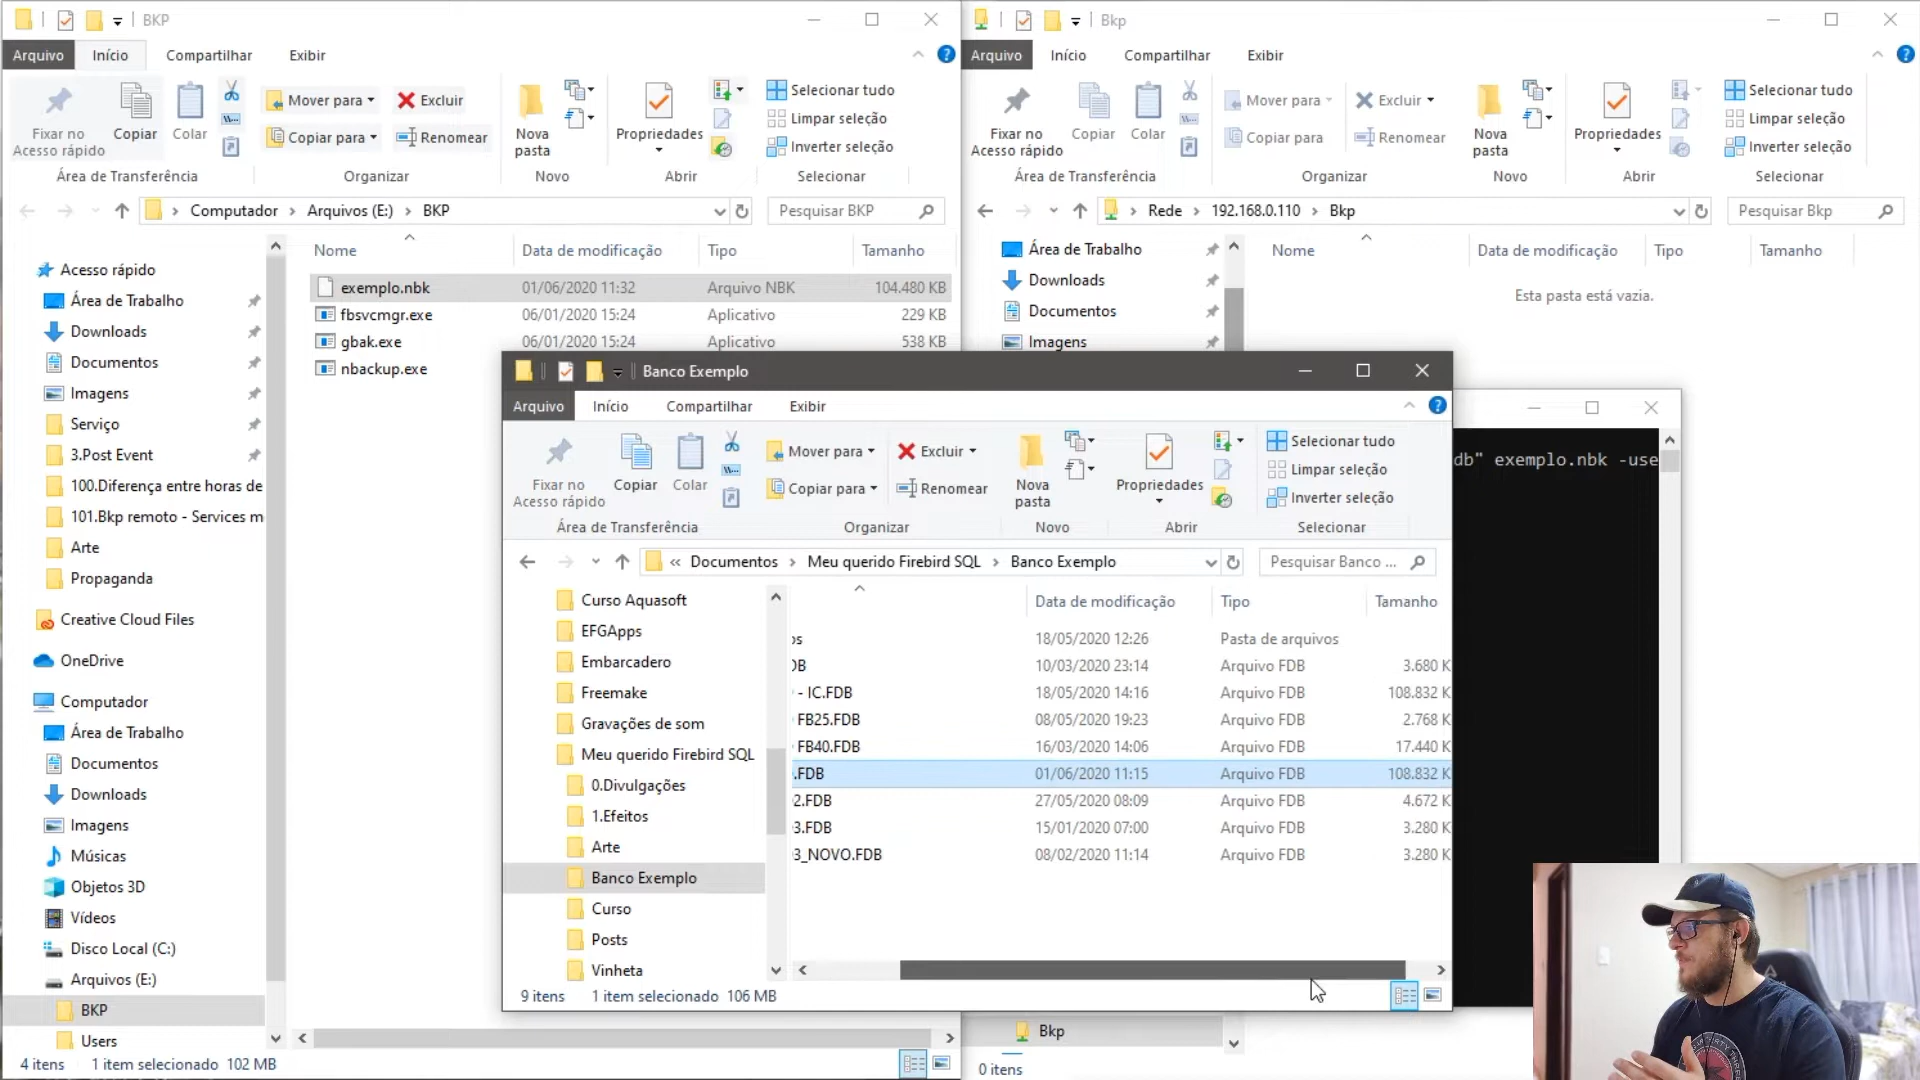 BKP
Arquivo Início Compartilhar Exibir
Fixar no Acesso rápido
Copiar
Colar
Mover para
Copiar para
Excluir
Renomear
Nova pasta
Propriedades
Selecionar tudo
Limpar seleção
Inverter seleção
Área de Transferência Organizar Novo Abrir Selecionar
Computador Arquivos (E:) BKP
Pesquisar BKP
Nome Data de modificação Tipo Tamanho
exemplo.nbk 01/06/2020 11:32 Arquivo NBK 104.480 KB
fbsvcmgr.exe 06/01/2020 15:24 Aplicativo 229 KB
gbak.exe 06/01/2020 15:24 Aplicativo 538 KB
nbackup.exe
Acesso rápido
Área de Trabalho
Downloads
Documentos
Imagens
Serviço
3.Post Event
100.Diferença entre horas de
101.Bkp remoto - Services m
Arte
Propaganda
Creative Cloud Files
OneDrive
Computador
Área de Trabalho
Documentos
Downloads
Imagens
Músicas
Objetos 3D
Vídeos
Disco Local (C:)
Arquivos (E:)
BKP
Users
4 itens 1 item selecionado 102 MB
Bkp
Arquivo Início Compartilhar Exibir
Fixar no Acesso rápido
Copiar
Colar
Mover para
Copiar para
Excluir
Renomear
Nova pasta
Propriedades
Selecionar tudo
Limpar seleção
Inverter seleção
Área de Transferência Organizar Novo Abrir Selecionar
Rede 192.168.0.110 Bkp
Pesquisar Bkp
Nome Data de modificação Tipo Tamanho
Esta pasta está vazia.
Área de Trabalho
Downloads
Documentos
Imagens
Bkp
0 itens
Banco Exemplo
Arquivo Início Compartilhar Exibir
Fixar no Acesso rápido
Copiar
Colar
Mover para
Copiar para
Excluir
Renomear
Nova pasta
Propriedades
Selecionar tudo
Limpar seleção
Inverter seleção
Área de Transferência Organizar Novo Abrir Selecionar
« Documentos Meu querido Firebird SQL Banco Exemplo
Pesquisar Banco ...
Data de modificação Tipo Tamanho
os 18/05/2020 12:26 Pasta de arquivos
DB 10/03/2020 23:14 Arquivo FDB 3.680 K
- IC.FDB 18/05/2020 14:16 Arquivo FDB 108.832 K
FB25.FDB 08/05/2020 19:23 Arquivo FDB 2.768 K
FB40.FDB 16/03/2020 14:06 Arquivo FDB 17.440 K
.FDB 01/06/2020 11:15 Arquivo FDB 108.832 K
2.FDB 27/05/2020 08:09 Arquivo FDB 4.672 K
3.FDB 15/01/2020 07:00 Arquivo FDB 3.280 K
3_NOVO.FDB 08/02/2020 11:14 Arquivo FDB 3.280 K
Curso Aquasoft
EFGApps
Embarcadero
Freemake
Gravações de som
Meu querido Firebird SQL
0.Divulgações
1.Efeitos
Arte
Banco Exemplo
Curso
Posts
Vinheta
9 itens 1 item selecionado 106 MB
db" exemplo.nbk -use